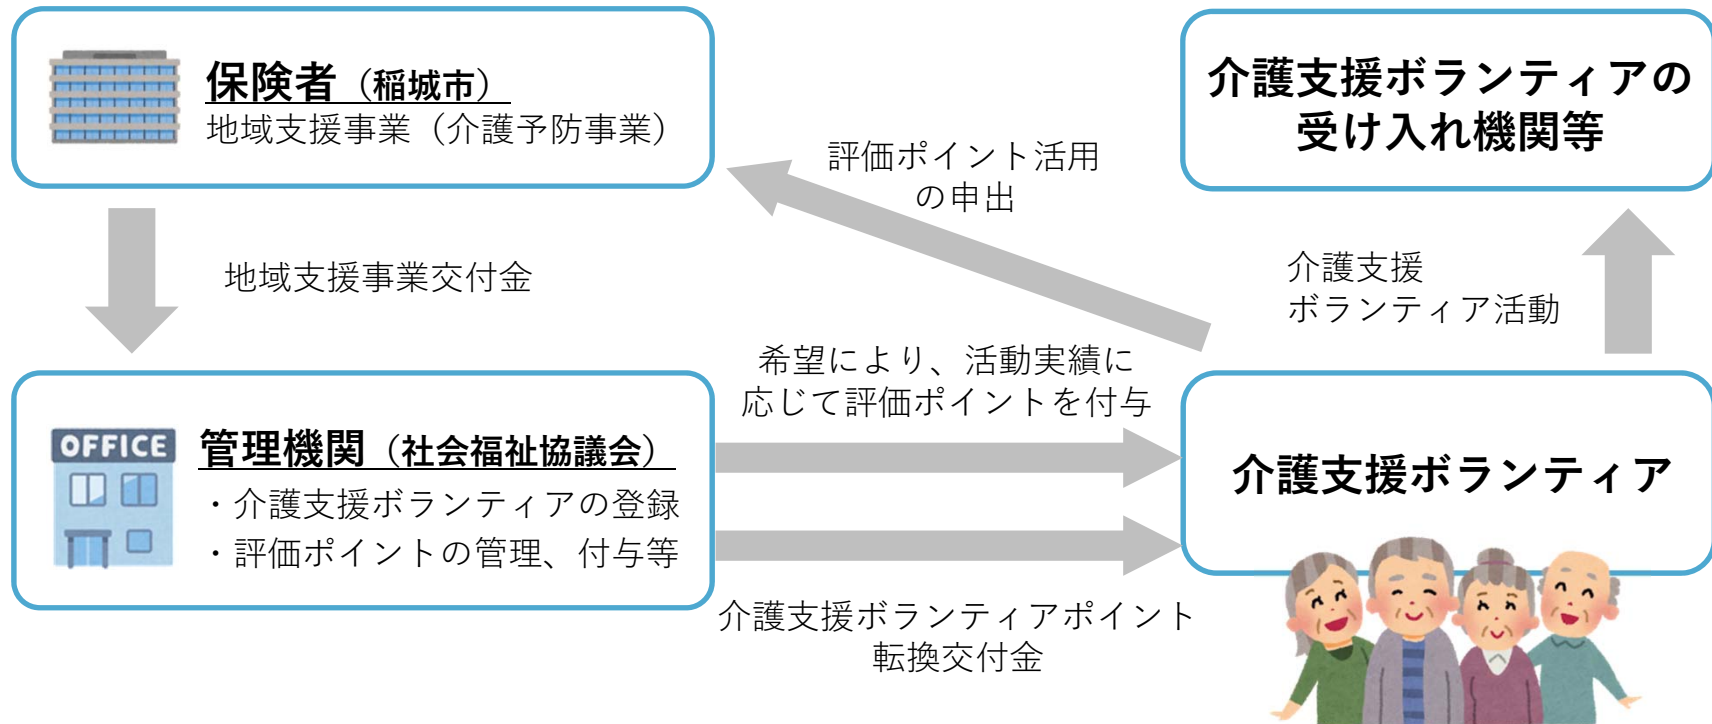 保険者（稲城市）
地域支援事業（介護予防事業）
介護支援ボランティアの
受け入れ機関等
評価ポイント活用
の申出
地域支援事業交付金
介護支援
ボランティア活動
希望により、活動実績に
応じて評価ポイントを付与
OFFICE
管理機関（社会福祉協議会）
・介護支援ボランティアの登録
・評価ポイントの管理、付与等
介護支援ボランティア
介護支援ボランティアポイント
転換交付金